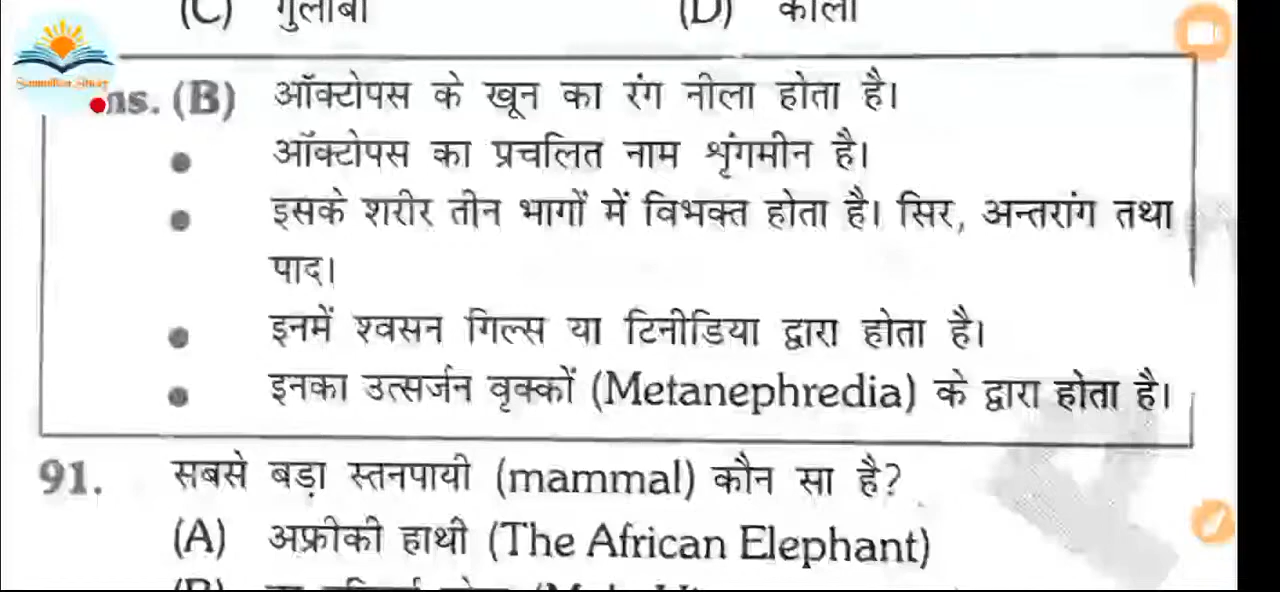 (C) गुलाबी (D) काला
Ans. (B) ऑक्टोपस के खून का रंग नीला होता है।
• ऑक्टोपस का प्रचलित नाम शृंगमीन है।
• इसके शरीर तीन भागों में विभक्त होता है। सिर, अन्तरांग तथा
पाद।
• इनमें श्वसन गिल्स या टिनीडिया द्वारा होता है।
• इनका उत्सर्जन वृक्कों (Metanephredia) के द्वारा होता है।
91. सबसे बड़ा स्तनपायी (mammal) कौन सा है?
(A) अफ्रीकी हाथी (The African Elephant)